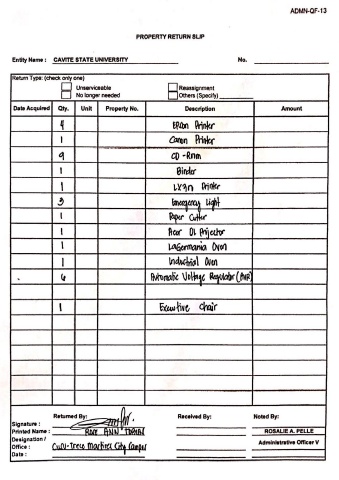 ADMN-QF-13
PROPERTY RETURN SLIP
Entity Name : CAVITE STATE UNIVERSITY No.
Return Type: (check only one)
Unserviceable Reassignment
No longer needed Others (Specify)
Date Acquired Qty. Unit Property No. Description Amount
4 Epson Printer
1 Canon Printer
9 CD-Rom
1 Binder
1 Printer
3 Emergency Light
1 Paper Cutter
1 Acer DL Projector
1 LaGermania Oven
1 Industrial Oven
6 Automatic Voltage Regulator (AVR)
1 Executive Chair
Returned By: Received By: Noted By:
Signature :
Printed Name : ANN ROSALIE A. PELLE
Designation / Administrative Officer V
Office : CvSU-Trece Martires City Campus
Date :